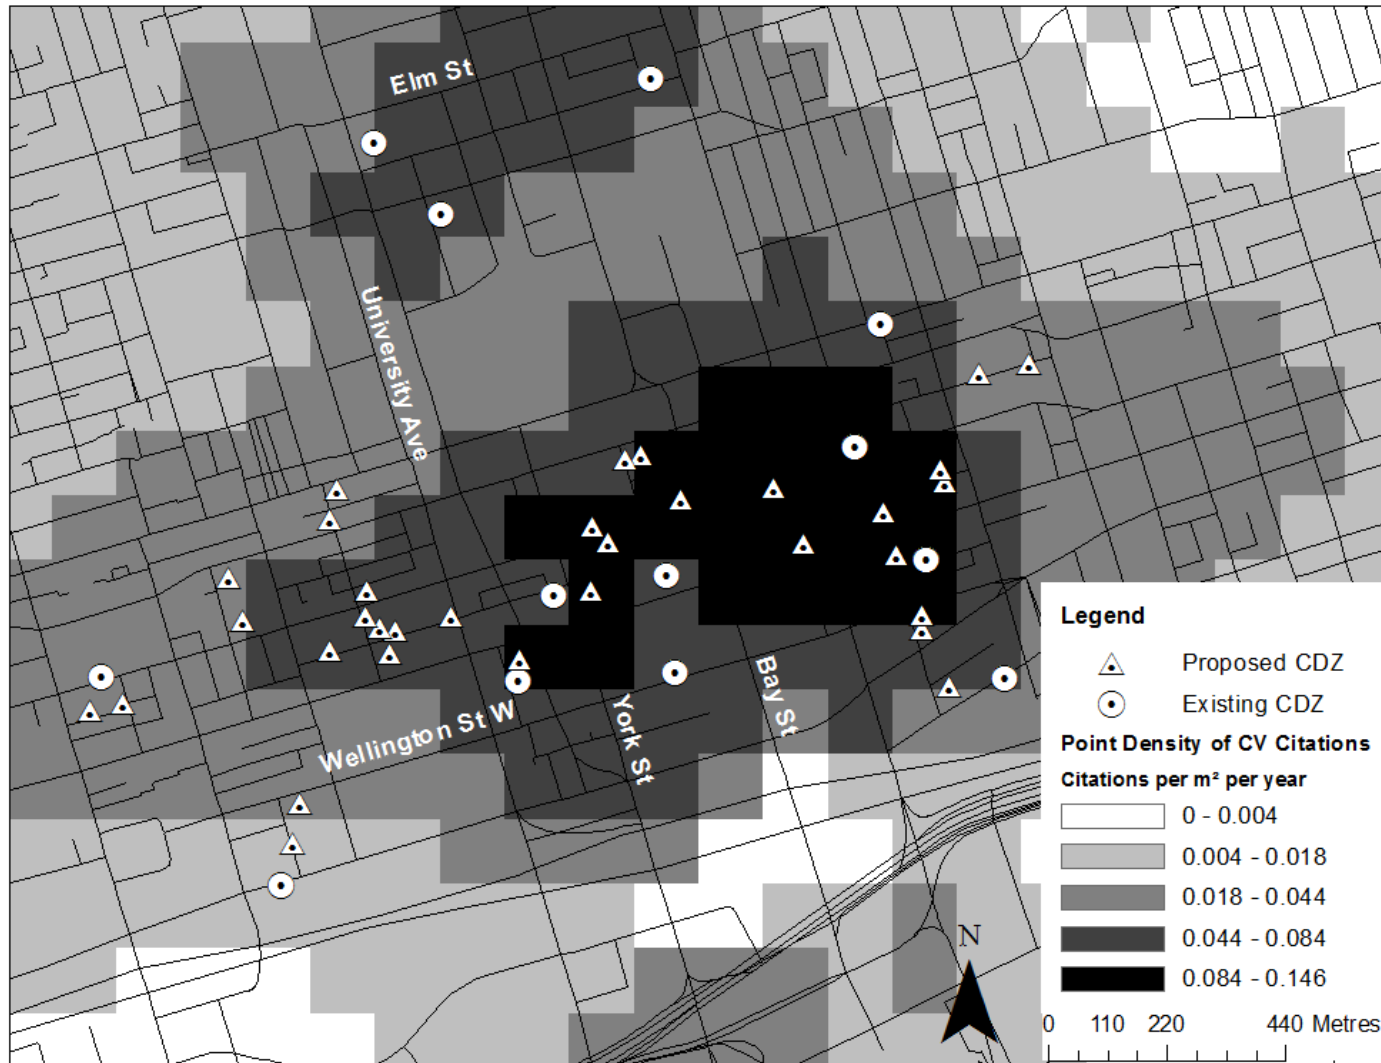 Elm St
University Ave
Wellington St W
York St
Bay St
Legend
Proposed CDZ
Existing CDZ
Point Density of CV Citations
Citations per m² per year
0 - 0.004
0.004 - 0.018
0.018 - 0.044
0.044 - 0.084
0.084 - 0.146
N
0 110 220 440 Metres